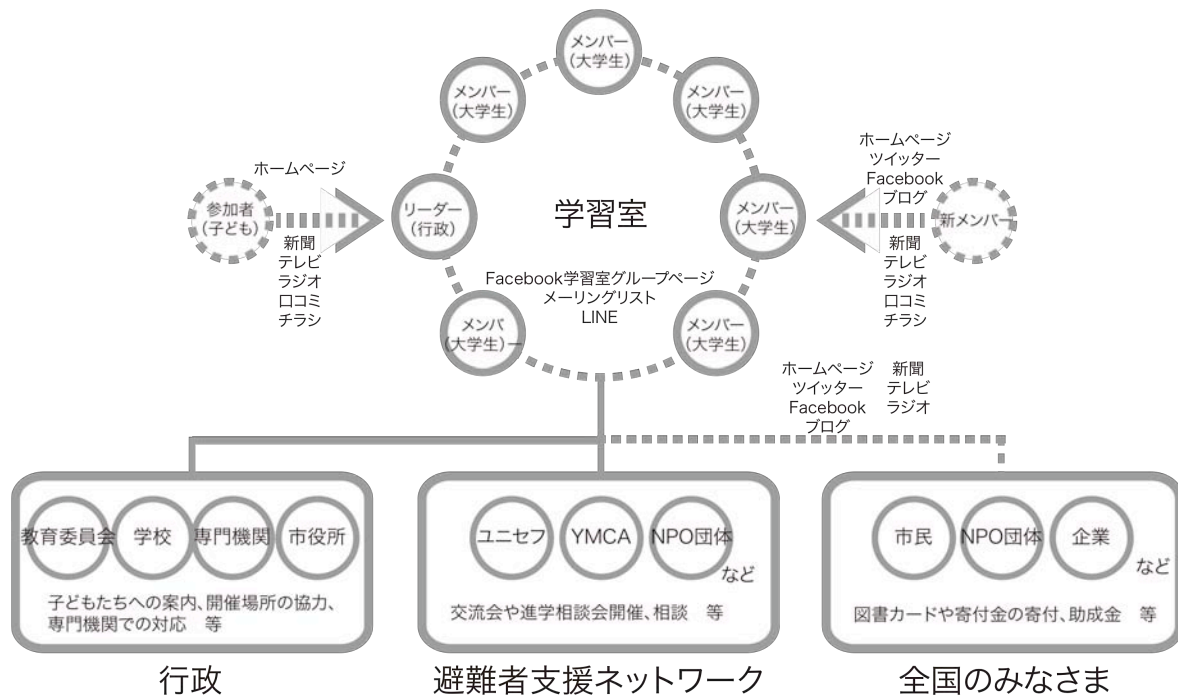 メンバー
(大学生)
メンバー
(大学生)
メンバー
(大学生)
ホームページ
参加者
(子ども)
新聞
テレビ
ラジオ
口コミ
チラシ
リーダー
(行政)
学習室
メンバー
(大学生)
ホームページ
ツイッター
Facebook
ブログ
新メンバー
新聞
テレビ
ラジオ
口コミ
チラシ
Facebook学習室グループページ
メーリングリスト
LINE
メンバ
(大学生)ー
メンバー
(大学生)
ホームページ
ツイッター
Facebook
ブログ
新聞
テレビ
ラジオ
教育委員会
学校
専門機関
市役所
子どもたちへの案内、開催場所の協力、
専門機関での対応 等
行政
ユニセフ
YMCA
NPO団体
など
交流会や進学相談会開催、相談 等
避難者支援ネットワーク
市民
NPO団体
企業
など
図書カードや寄付金の寄付、助成金 等
全国のみなさま